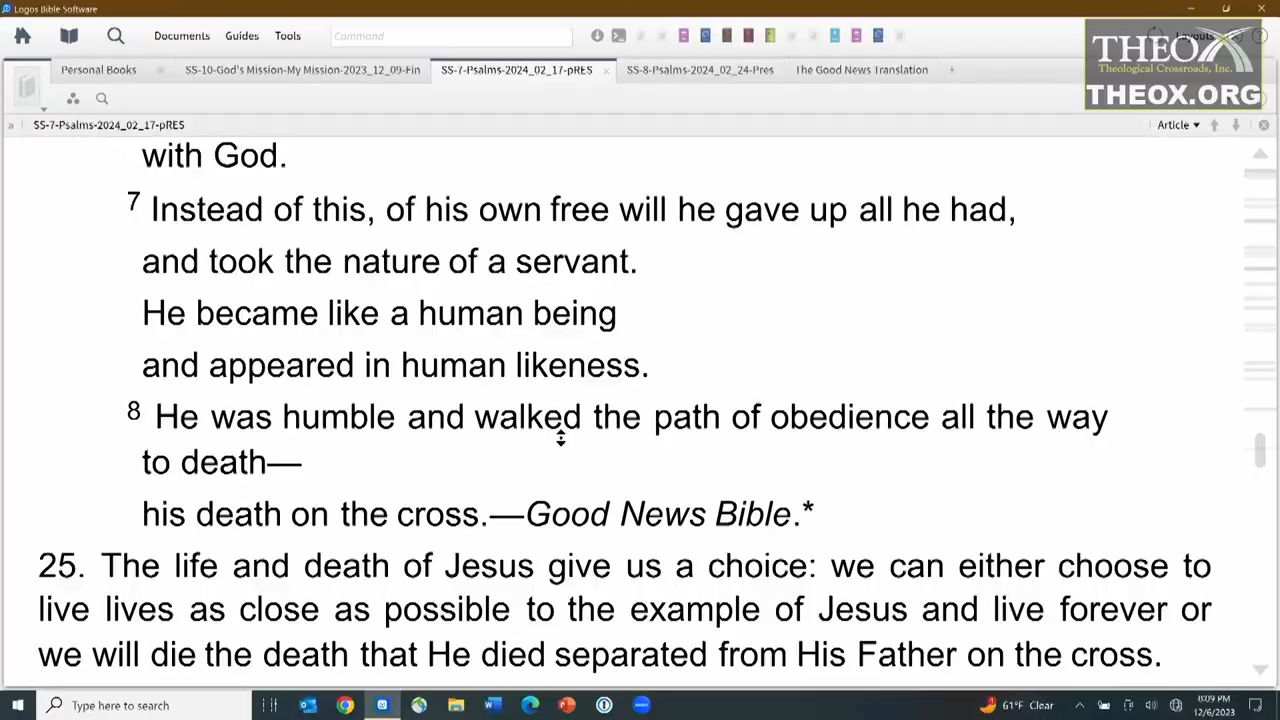 Logos Bible Software
Documents Guides Tools Command Layouts
THEOX
Theological Crossroads, Inc.
THEOX.ORG
Personal Books SS-10-God's Mission-My Mission-2023_12_09-Fin SS-7-Psalms-2024_02_17-pRES × SS-8-Psalms-2024_02_24-Pres The Good News Translation +
» SS-7-Psalms-2024_02_17-pRES Article
with God.
7 Instead of this, of his own free will he gave up all he had,
and took the nature of a servant.
He became like a human being
and appeared in human likeness.
8 He was humble and walked the path of obedience all the way
to death—
his death on the cross.—Good News Bible.*
25. The life and death of Jesus give us a choice: we can either choose to
live lives as close as possible to the example of Jesus and live forever or
we will die the death that He died separated from His Father on the cross.
Type here to search 61°F Clear 8:09 PM
12/6/2023